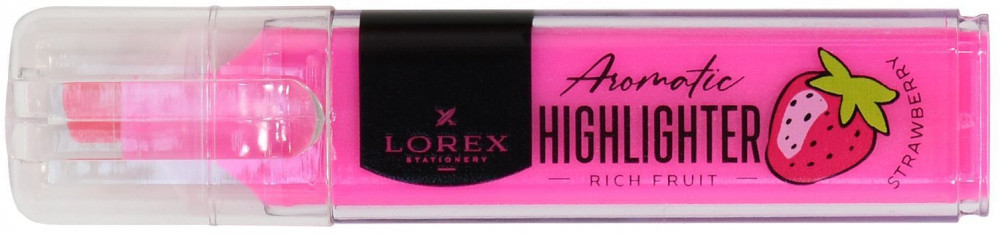 LOREX
STATIONERY
Aromatic
HIGHLIGHTER
RICH FRUIT
STRAWBERRY